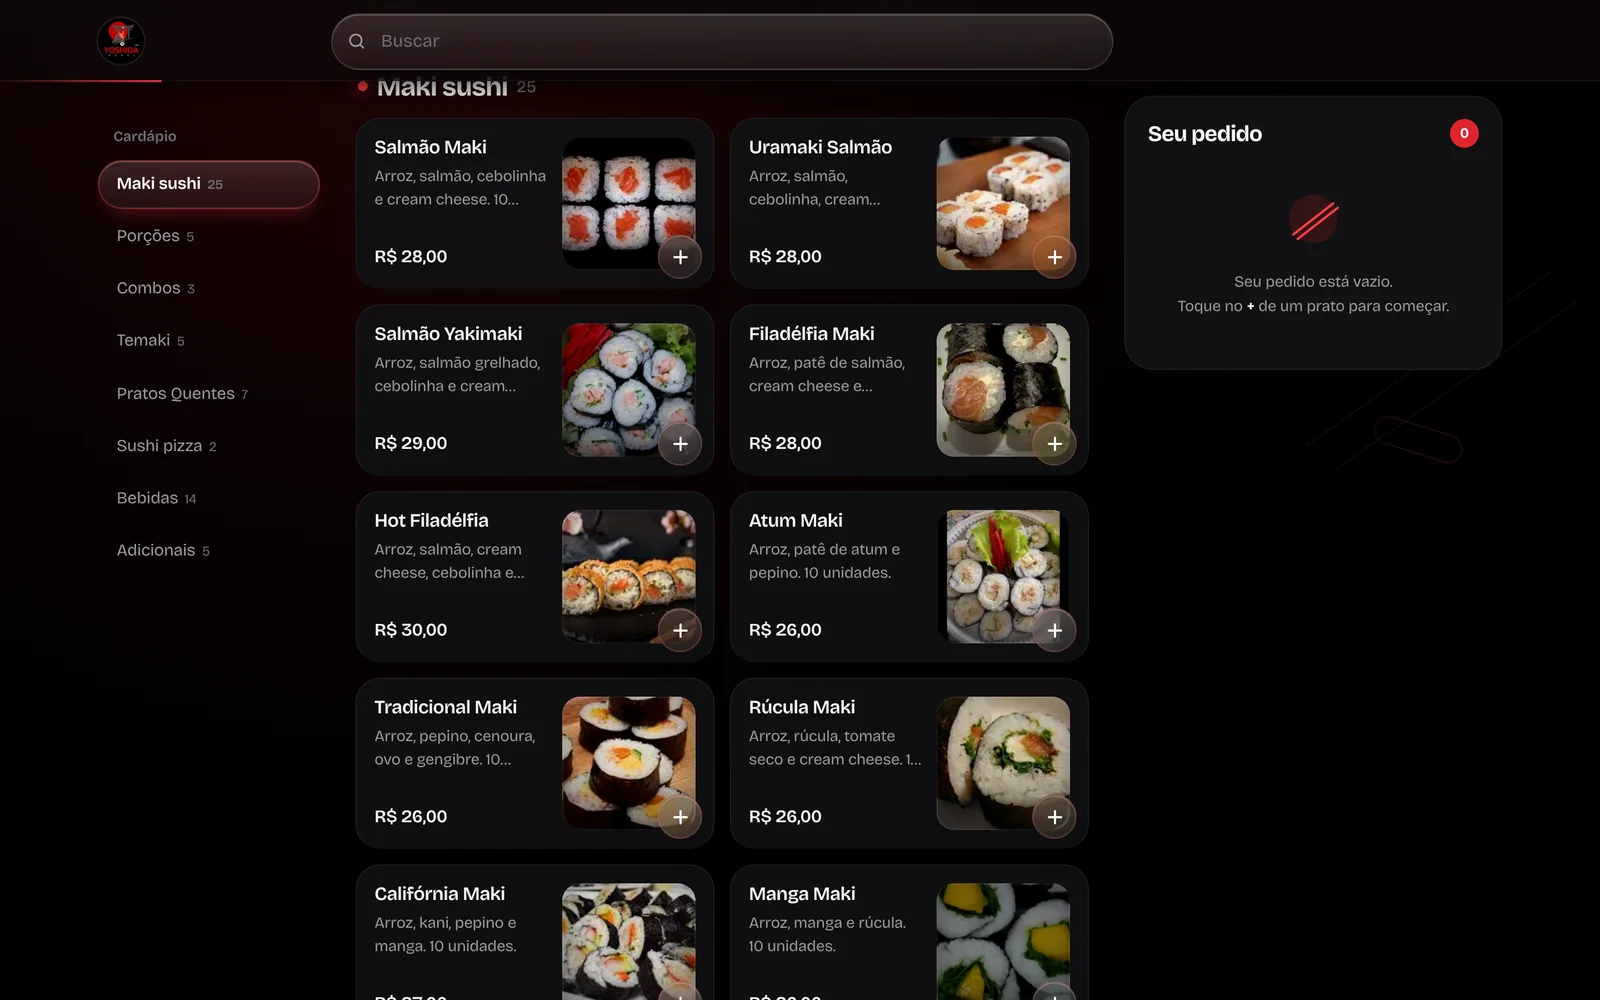 YOSHIDA
Buscar
Maki sushi 25
Cardápio
Maki sushi 25
Porções 5
Combos 3
Temaki 5
Pratos Quentes 7
Sushi pizza 2
Bebidas 14
Adicionais 5
Salmão Maki
Arroz, salmão, cebolinha
e cream cheese. 10...
R$ 28,00
Uramaki Salmão
Arroz, salmão,
cebolinha, cream...
R$ 28,00
Salmão Yakimaki
Arroz, salmão grelhado,
cebolinha e cream...
R$ 29,00
Filadélfia Maki
Arroz, patê de salmão,
cream cheese e...
R$ 28,00
Hot Filadélfia
Arroz, salmão, cream
cheese, cebolinha e...
R$ 30,00
Atum Maki
Arroz, patê de atum e
pepino. 10 unidades.
R$ 26,00
Tradicional Maki
Arroz, pepino, cenoura,
ovo e gengibre. 10...
R$ 26,00
Rúcula Maki
Arroz, rúcula, tomate
seco e cream cheese. 1...
R$ 26,00
Califórnia Maki
Arroz, kani, pepino e
manga. 10 unidades.
Manga Maki
Arroz, manga e rúcula.
10 unidades.
Seu pedido
0
Seu pedido está vazio.
Toque no + de um prato para começar.